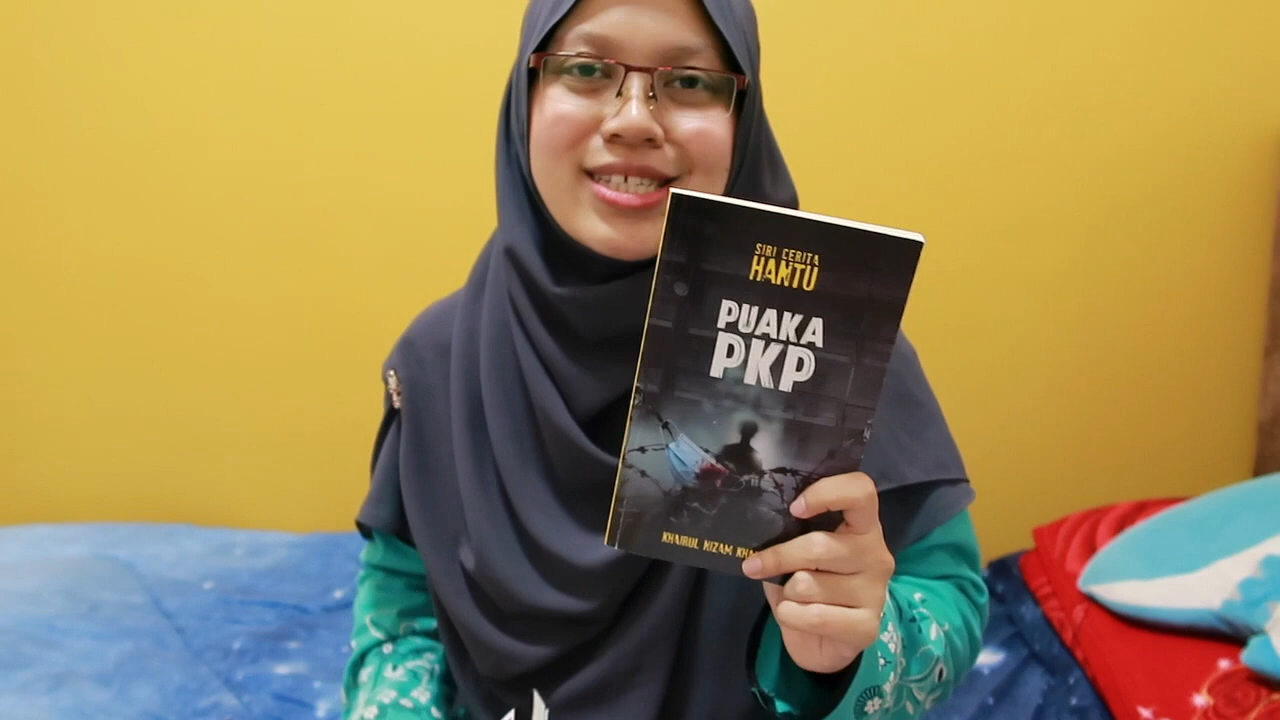 SIRI CERITA
HANTU
PUAKA
PKP
KHAIRUL NIZAM